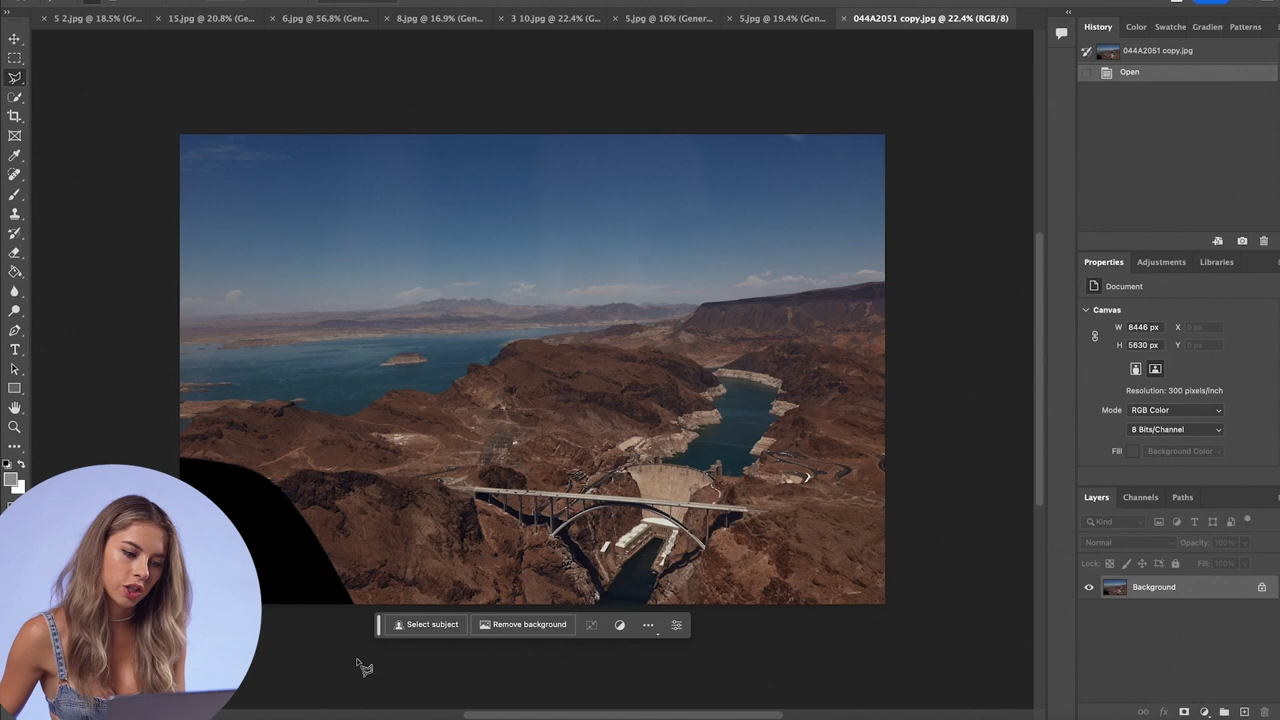 5 2.jpg @ 18.5% (Gr...
15.jpg @ 20.8% (Ge...
6.jpg @ 56.8% (Gen...
8.jpg @ 16.9% (Gen...
3 10.jpg @ 22.4% (G...
5.jpg @ 16% (Gener...
5.jpg @ 19.4% (Gen...
044A2051 copy.jpg @ 22.4% (RGB/8)
History
Color
Swatche
Gradien
Patterns
044A2051 copy.jpg
Open
Properties
Adjustments
Libraries
Document
Canvas
W 8446 px X 0 px
H 5630 px Y 0 px
Resolution: 300 pixels/inch
Mode RGB Color
8 Bits/Channel
Fill Background Color
Layers
Channels
Paths
Kind
Normal Opacity: 100%
Lock: Fill: 100%
Background
Select subject
Remove background